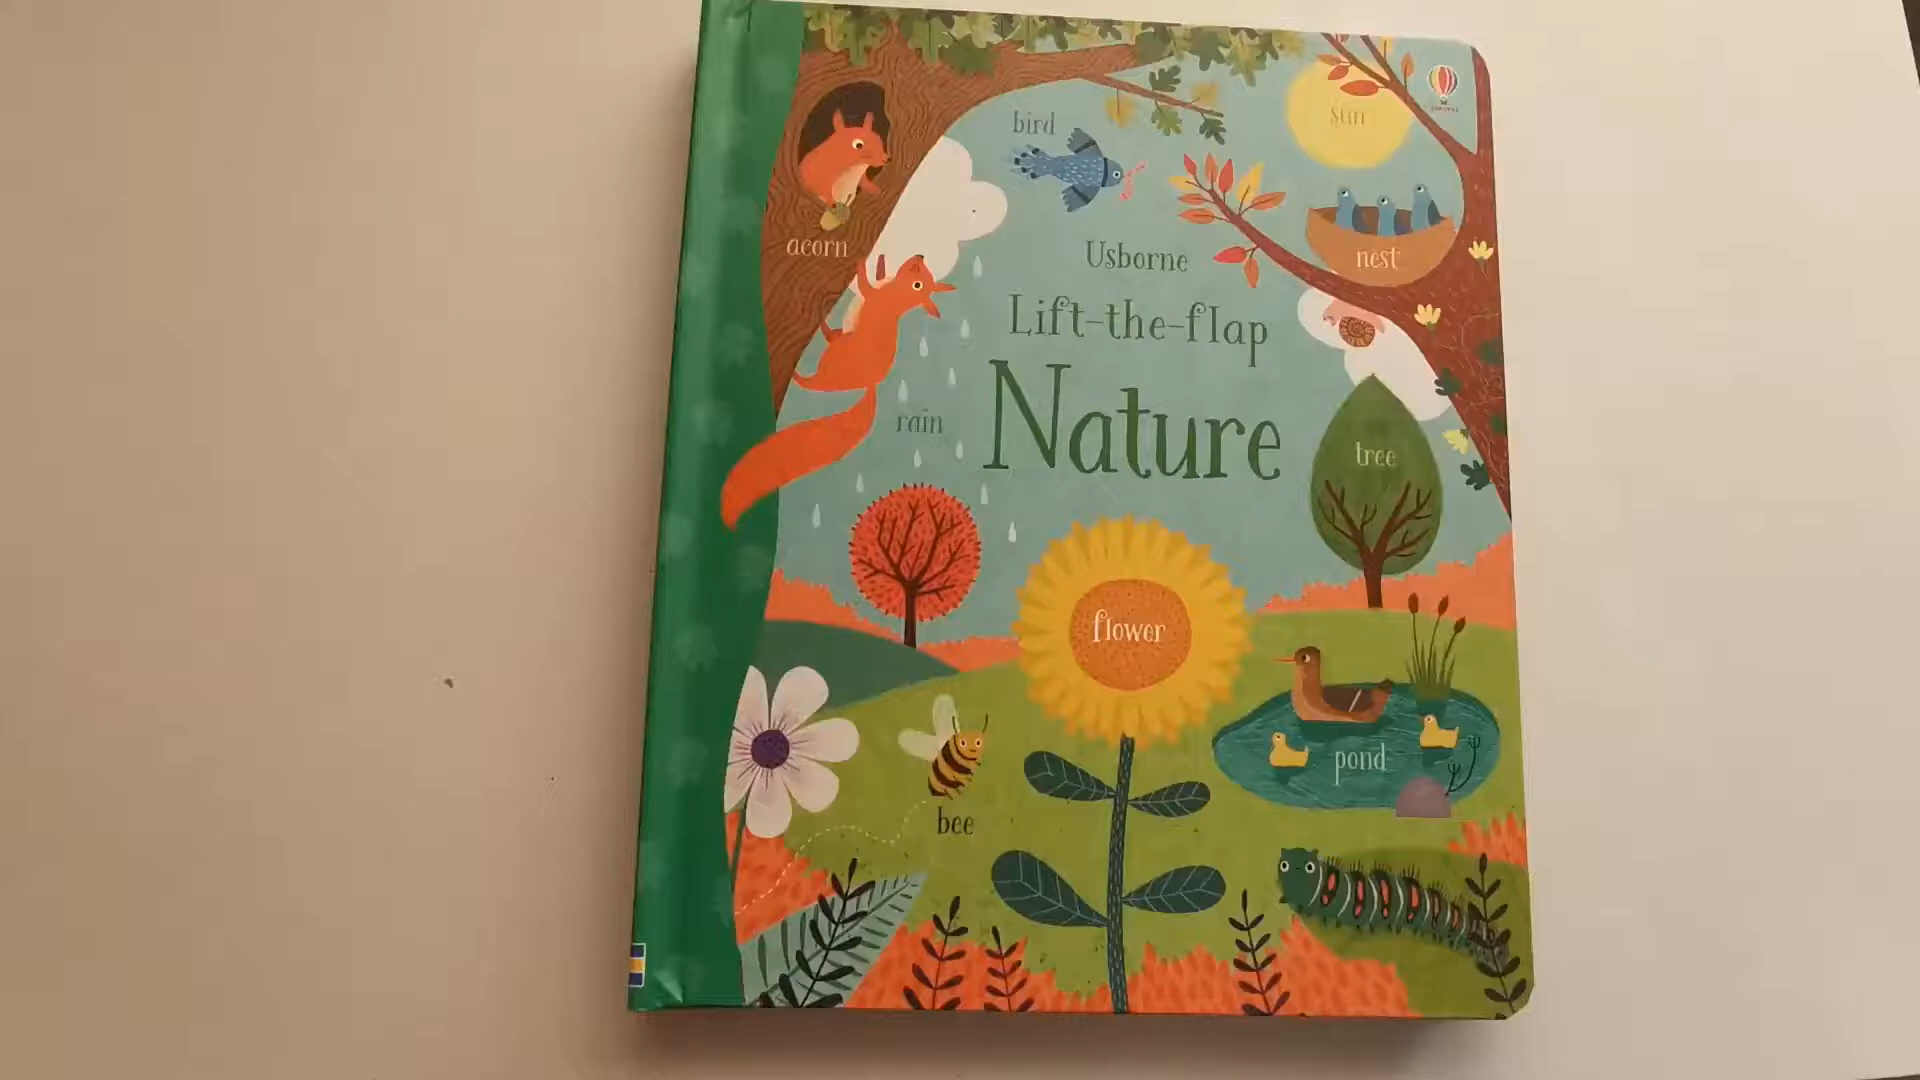 bird
sun
acorn
Usborne
nest
Lift-the-flap
Nature
rain
tree
flower
pond
bee